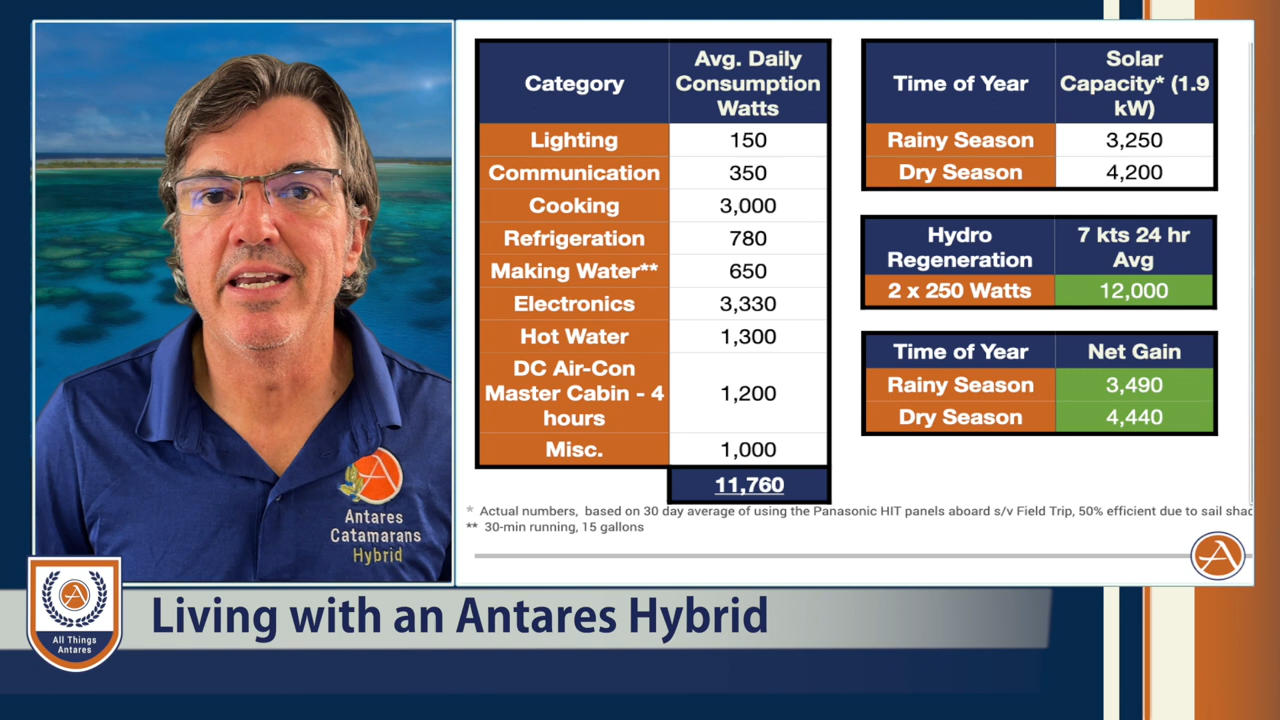 Category
Avg. Daily
Consumption
Watts
Lighting
150
Communication
350
Cooking
3,000
Refrigeration
780
Making Water**
650
Electronics
3,330
Hot Water
1,300
DC Air-Con
Master Cabin - 4
hours
1,200
Misc.
1,000
11,760
Time of Year
Solar
Capacity* (1.9
kW)
Rainy Season
3,250
Dry Season
4,200
Hydro
Regeneration
7 kts 24 hr
Avg
2 x 250 Watts
12,000
Time of Year
Net Gain
Rainy Season
3,490
Dry Season
4,440
* Actual numbers, based on 30 day average of using the Panasonic HIT panels aboard s/v Field Trip, 50% efficient due to sail
** 30-min running, 15 gallons
Antares
Catamarans
Hybrid
Living with an Antares Hybrid
All Things
Antares